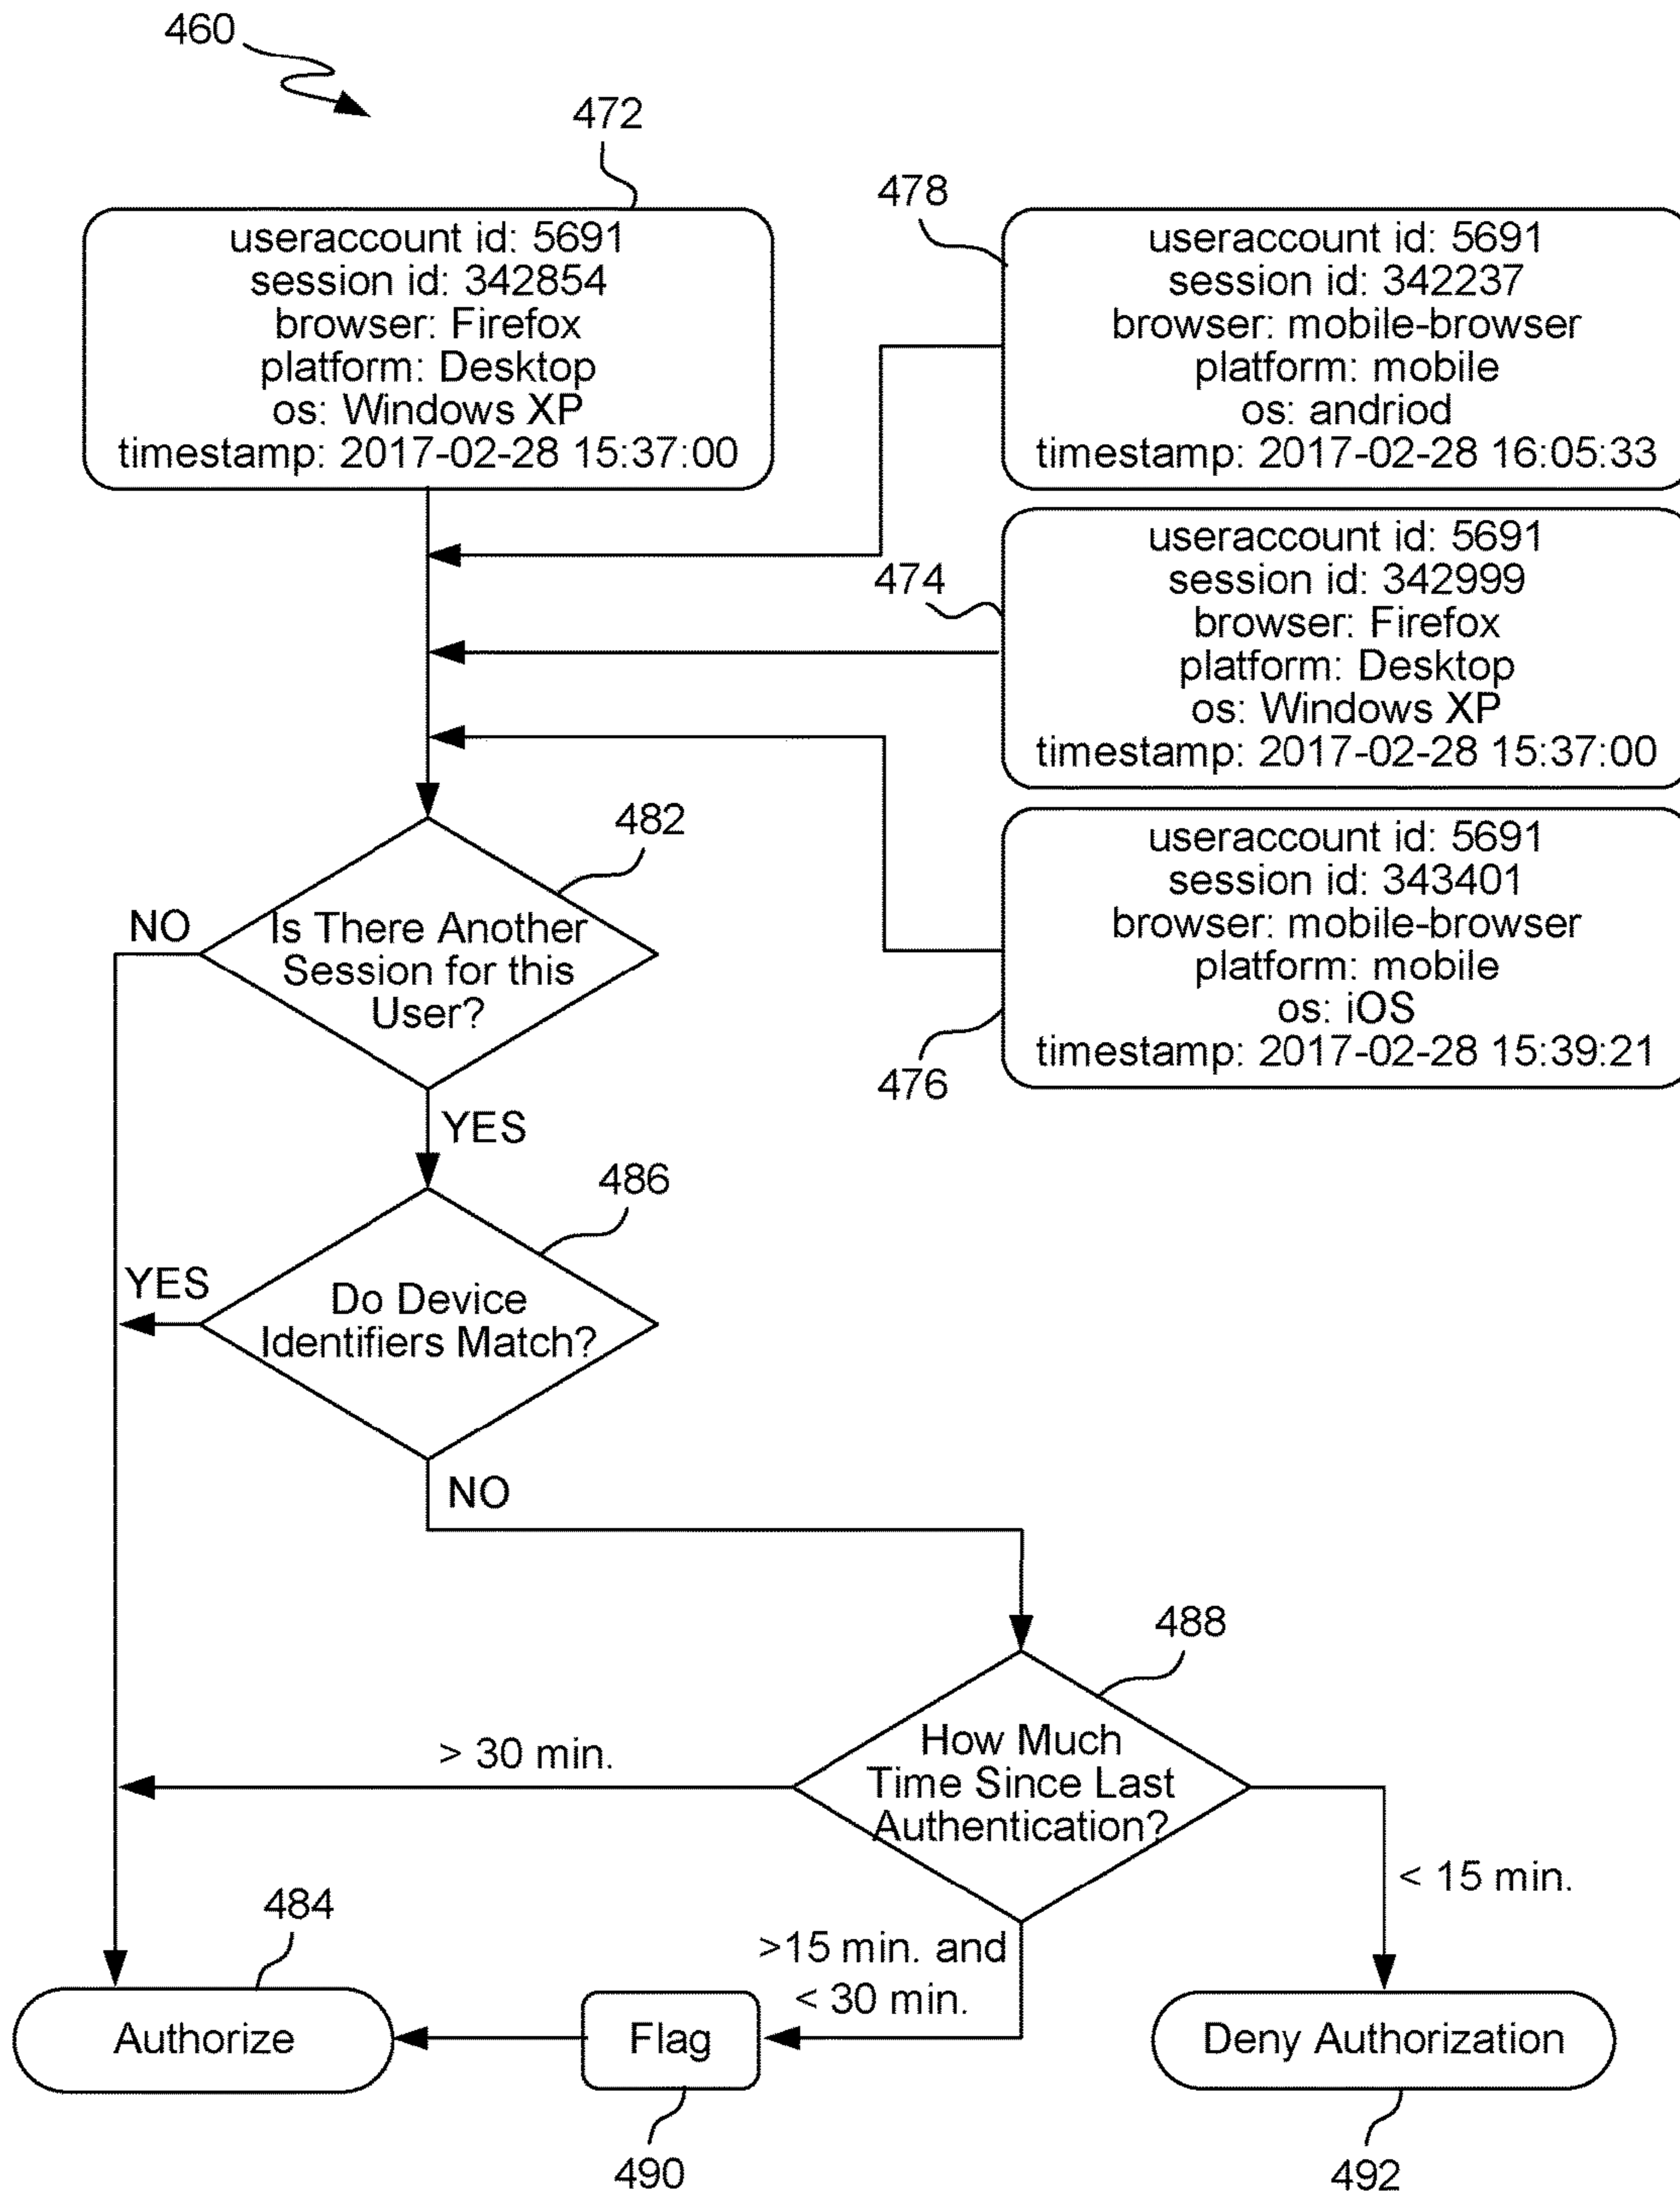 460
472
useraccount id: 5691
session id: 342854
browser: Firefox
platform: Desktop
os: Windows XP
timestamp: 2017-02-28 15:37:00
478
useraccount id: 5691
session id: 342237
browser: mobile-browser
platform: mobile
os: andriod
timestamp: 2017-02-28 16:05:33
474
useraccount id: 5691
session id: 342999
browser: Firefox
platform: Desktop
os: Windows XP
timestamp: 2017-02-28 15:37:00
476
useraccount id: 5691
session id: 343401
browser: mobile-browser
platform: mobile
os: iOS
timestamp: 2017-02-28 15:39:21
482
NO
Is There Another
Session for this
User?
YES
486
YES
Do Device
Identifiers Match?
NO
488
How Much
Time Since Last
Authentication?
> 30 min.
< 15 min.
>15 min. and
< 30 min.
484
Authorize
Flag
490
Deny Authorization
492